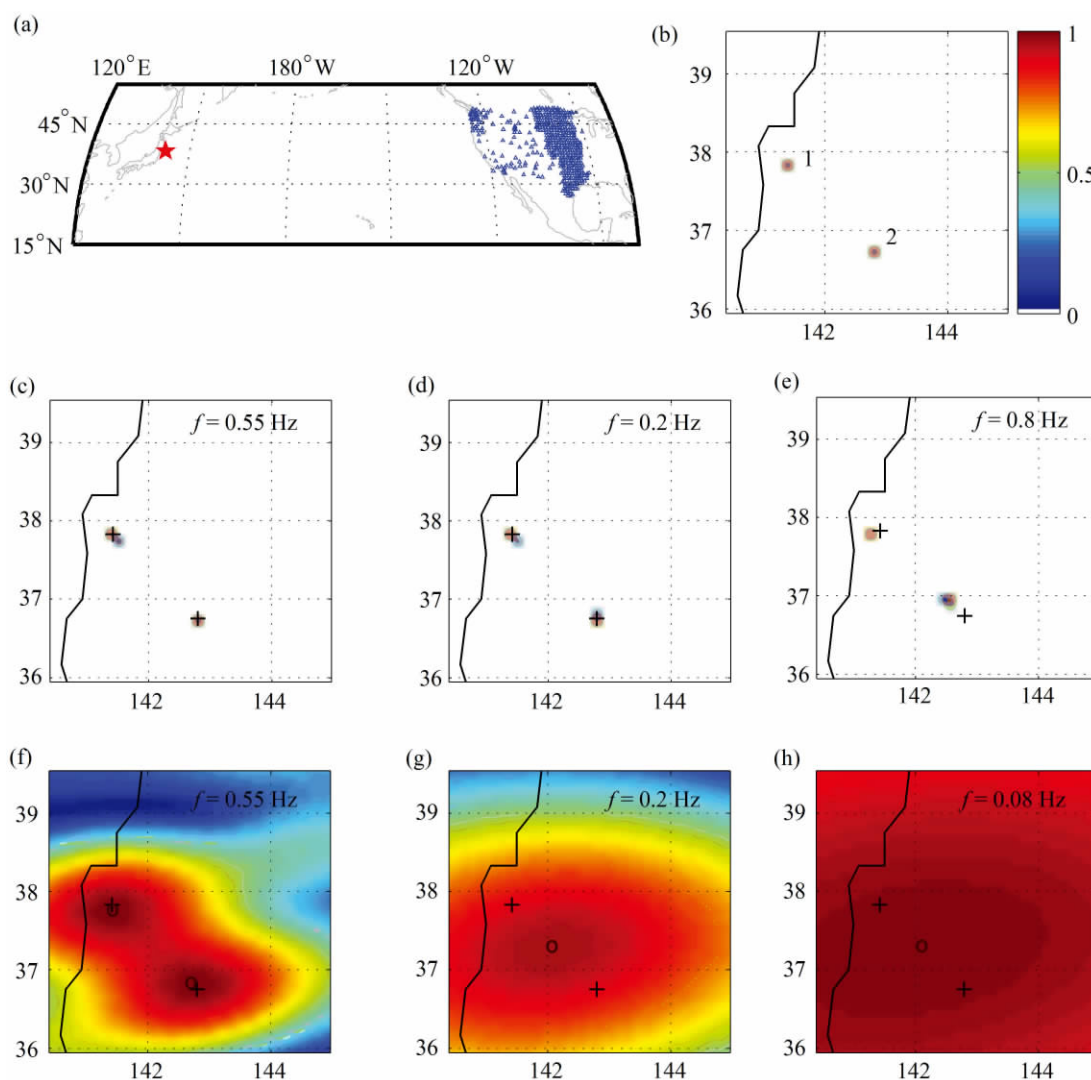 (a)
120°E 180°W 120°W
45°N
30°N
15°N
(b)
39
38
37
36
142 144
1
2
1
0.5
0
(c)
f = 0.55 Hz
39
38
37
36
142 144
(d)
f = 0.2 Hz
39
38
37
36
142 144
(e)
f = 0.8 Hz
39
38
37
36
142 144
(f)
f = 0.55 Hz
39
38
37
36
142 144
(g)
f = 0.2 Hz
39
38
37
36
142 144
(h)
f = 0.08 Hz
39
38
37
36
142 144